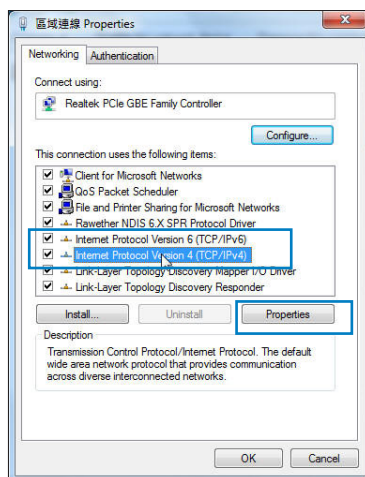 區域連線 Properties
Networking
Authentication
Connect using:
Realtek PCIe GBE Family Controller
Configure...
This connection uses the following items:
Client for Microsoft Networks
QoS Packet Scheduler
File and Printer Sharing for Microsoft Networks
Rawether NDIS 6.X SPR Protocol Driver
Internet Protocol Version 6 (TCP/IPv6)
Internet Protocol Version 4 (TCP/IPv4)
Link-Layer Topology Discovery Mapper I/O Driver
Link-Layer Topology Discovery Responder
Install...
Uninstall
Properties
Description
Transmission Control Protocol/Internet Protocol. The default
wide area network protocol that provides communication
across diverse interconnected networks.
OK
Cancel